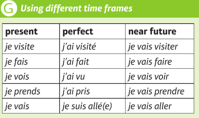 G Using different time frames
present perfect near future
je visite j'ai visité je vais visiter
je fais j'ai fait je vais faire
je vois j'ai vu je vais voir
je prends j'ai pris je vais prendre
je vais je suis allé(e) je vais aller